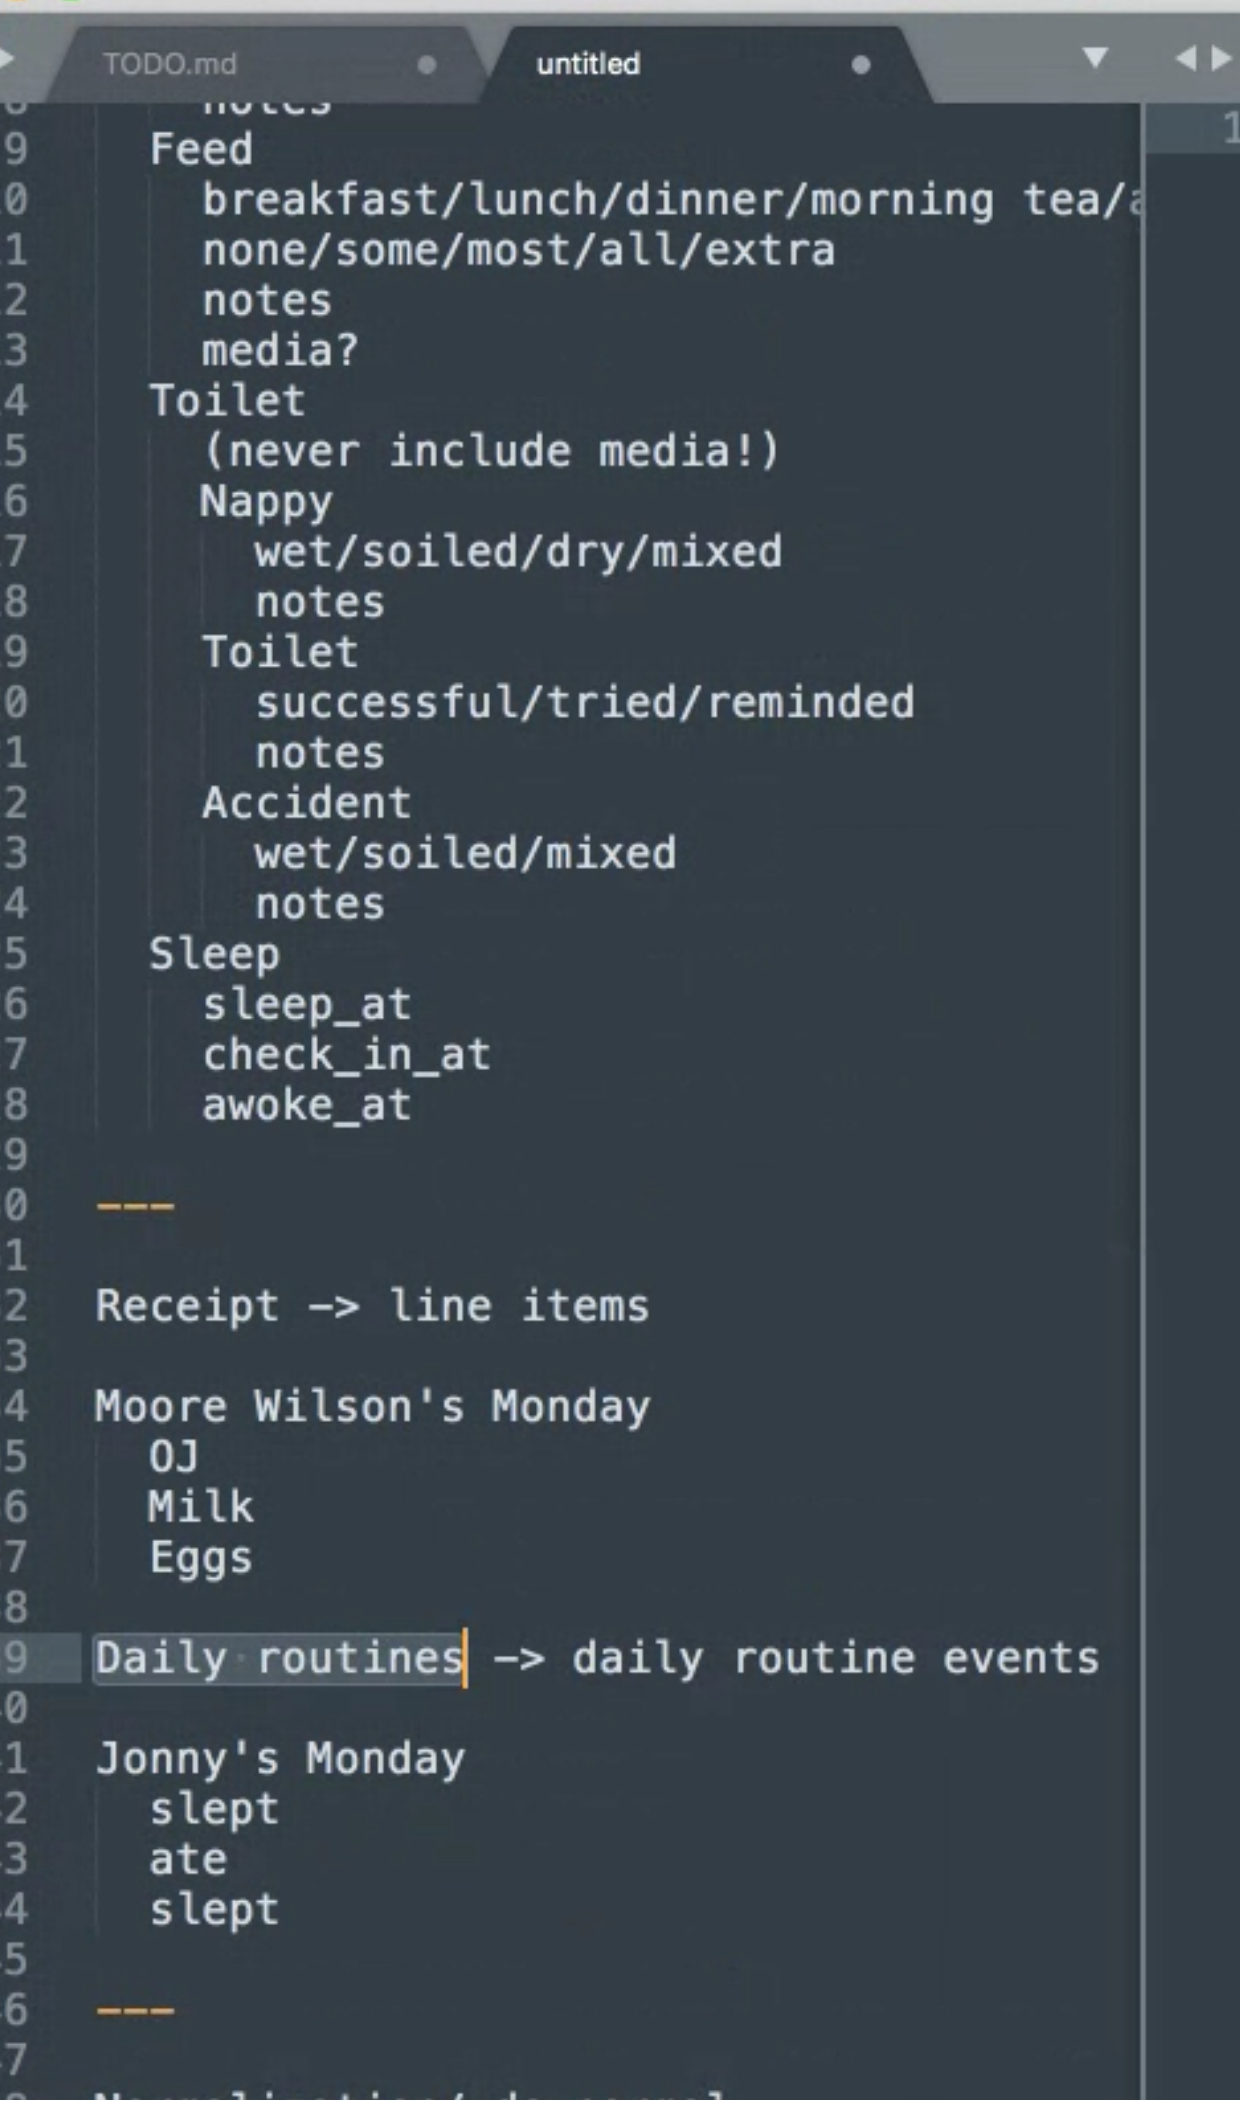 TODO.md
untitled
notes
9 Feed
0 breakfast/lunch/dinner/morning tea/
1 none/some/most/all/extra
2 notes
3 media?
4 Toilet
5 (never include media!)
6 Nappy
7 wet/soiled/dry/mixed
8 notes
9 Toilet
0 successful/tried/reminded
1 notes
2 Accident
3 wet/soiled/mixed
4 notes
5 Sleep
6 sleep_at
7 check_in_at
8 awoke_at
9
0 ---
1
2 Receipt -> line items
3
4 Moore Wilson's Monday
5 OJ
6 Milk
7 Eggs
8
9 Daily routines -> daily routine events
0
1 Jonny's Monday
2 slept
3 ate
4 slept
5
6 ---
7
1